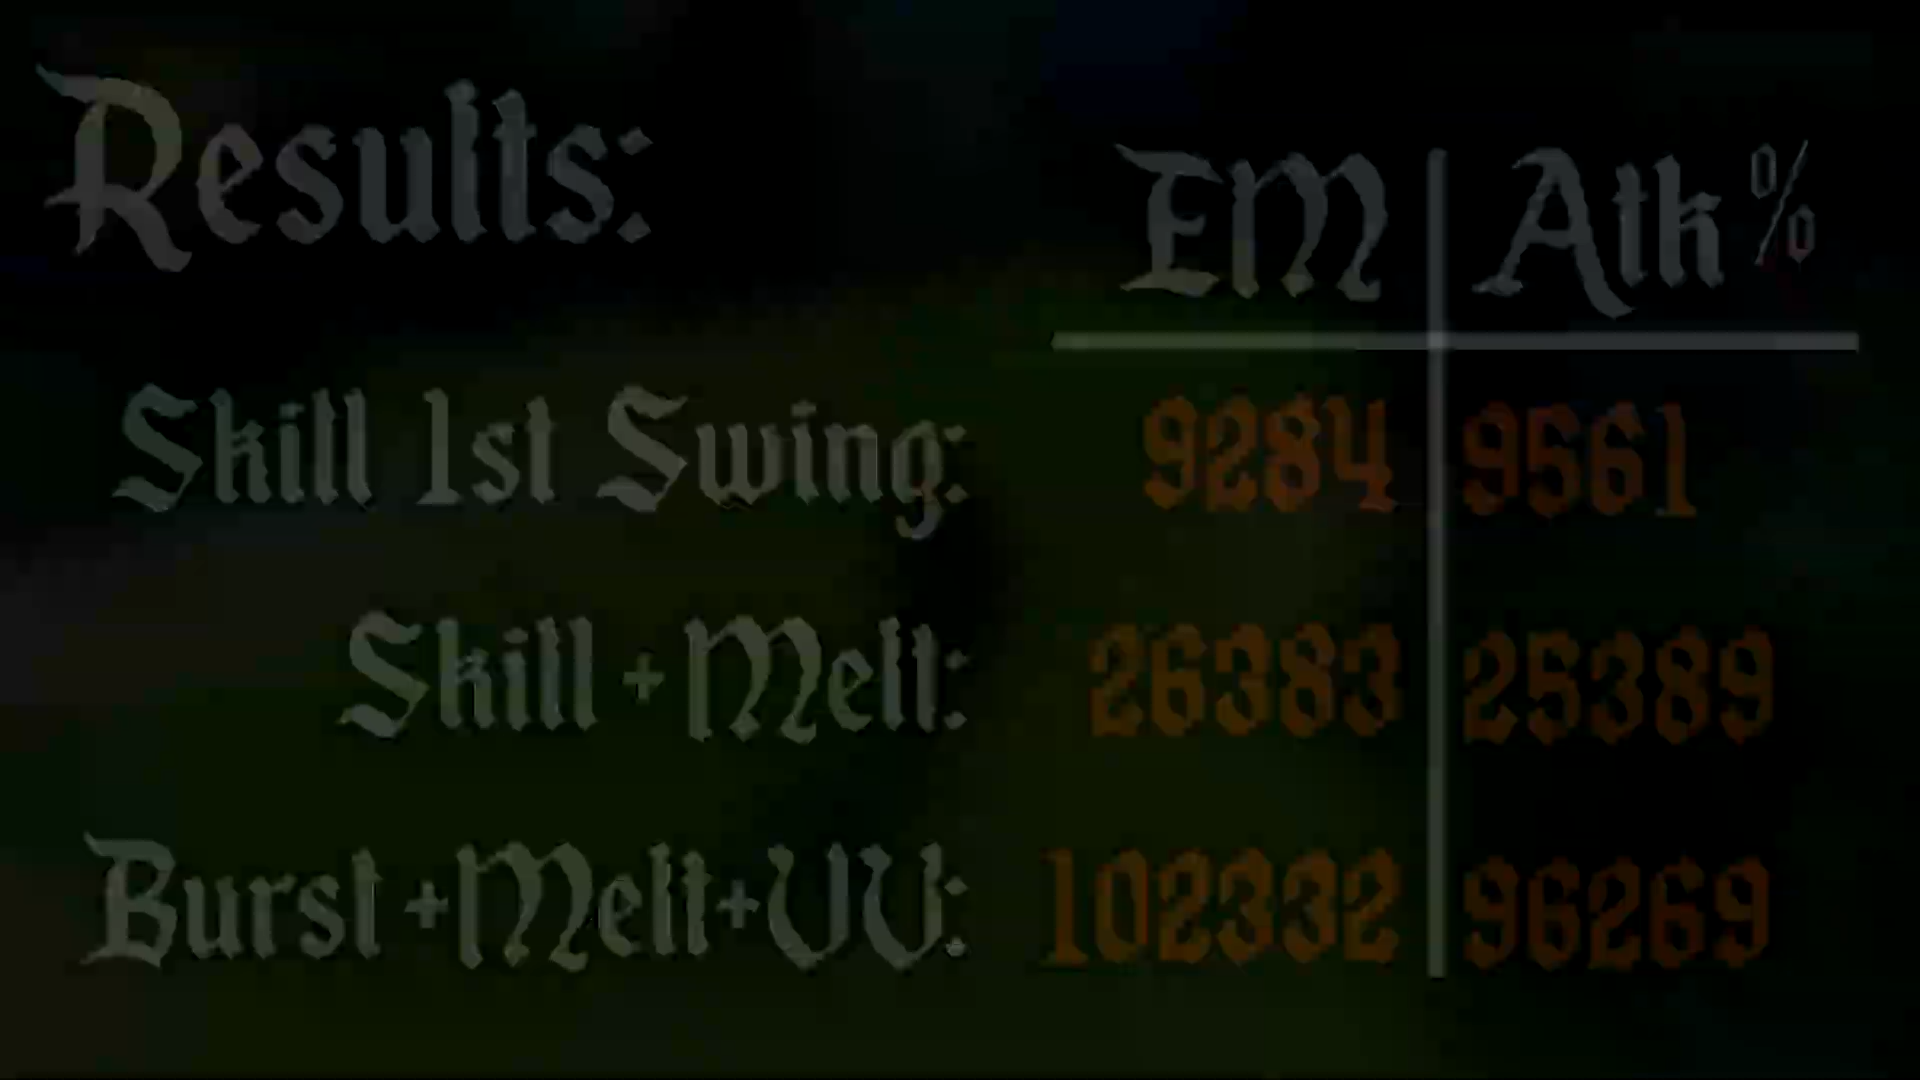 Results:
EM Atk %
Skill 1st Swing: 9284 9561
Skill + Melt: 26383 25389
Burst + Melt + VV: 102332 96269